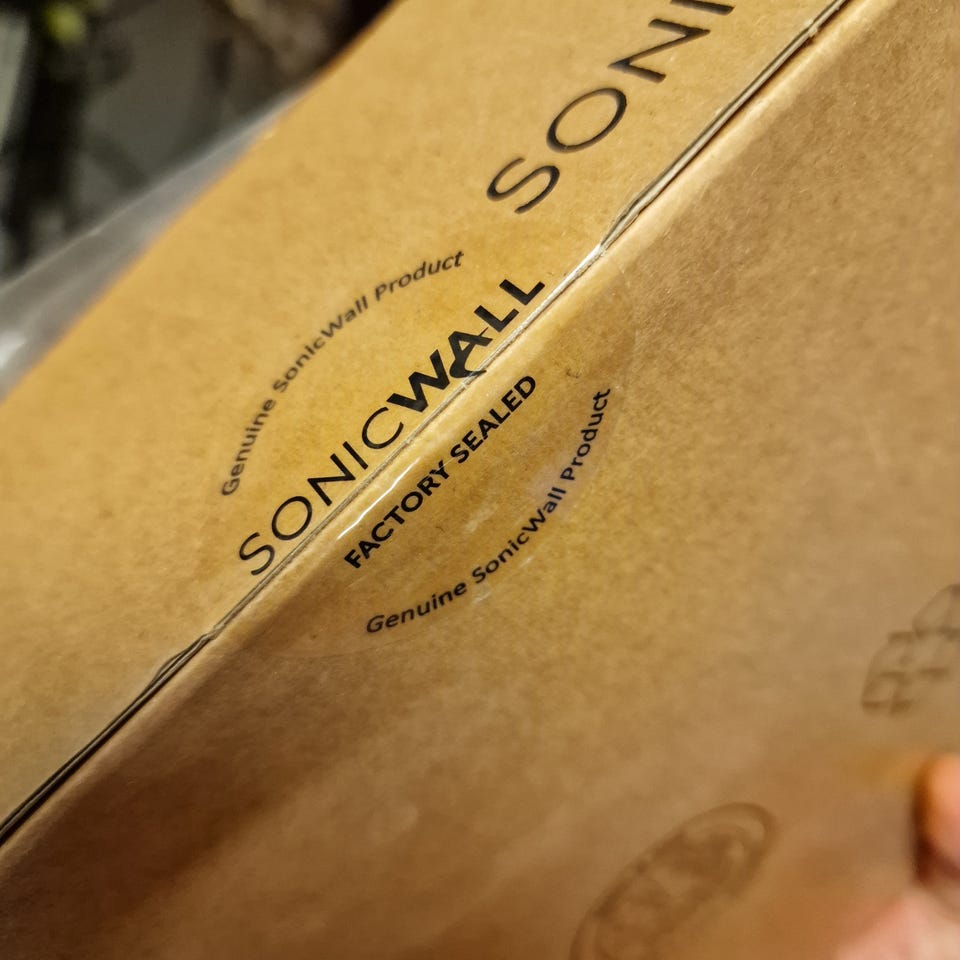 SONI
Genuine SonicWall Product
SONICWALL
FACTORY SEALED
Genuine SonicWall Product